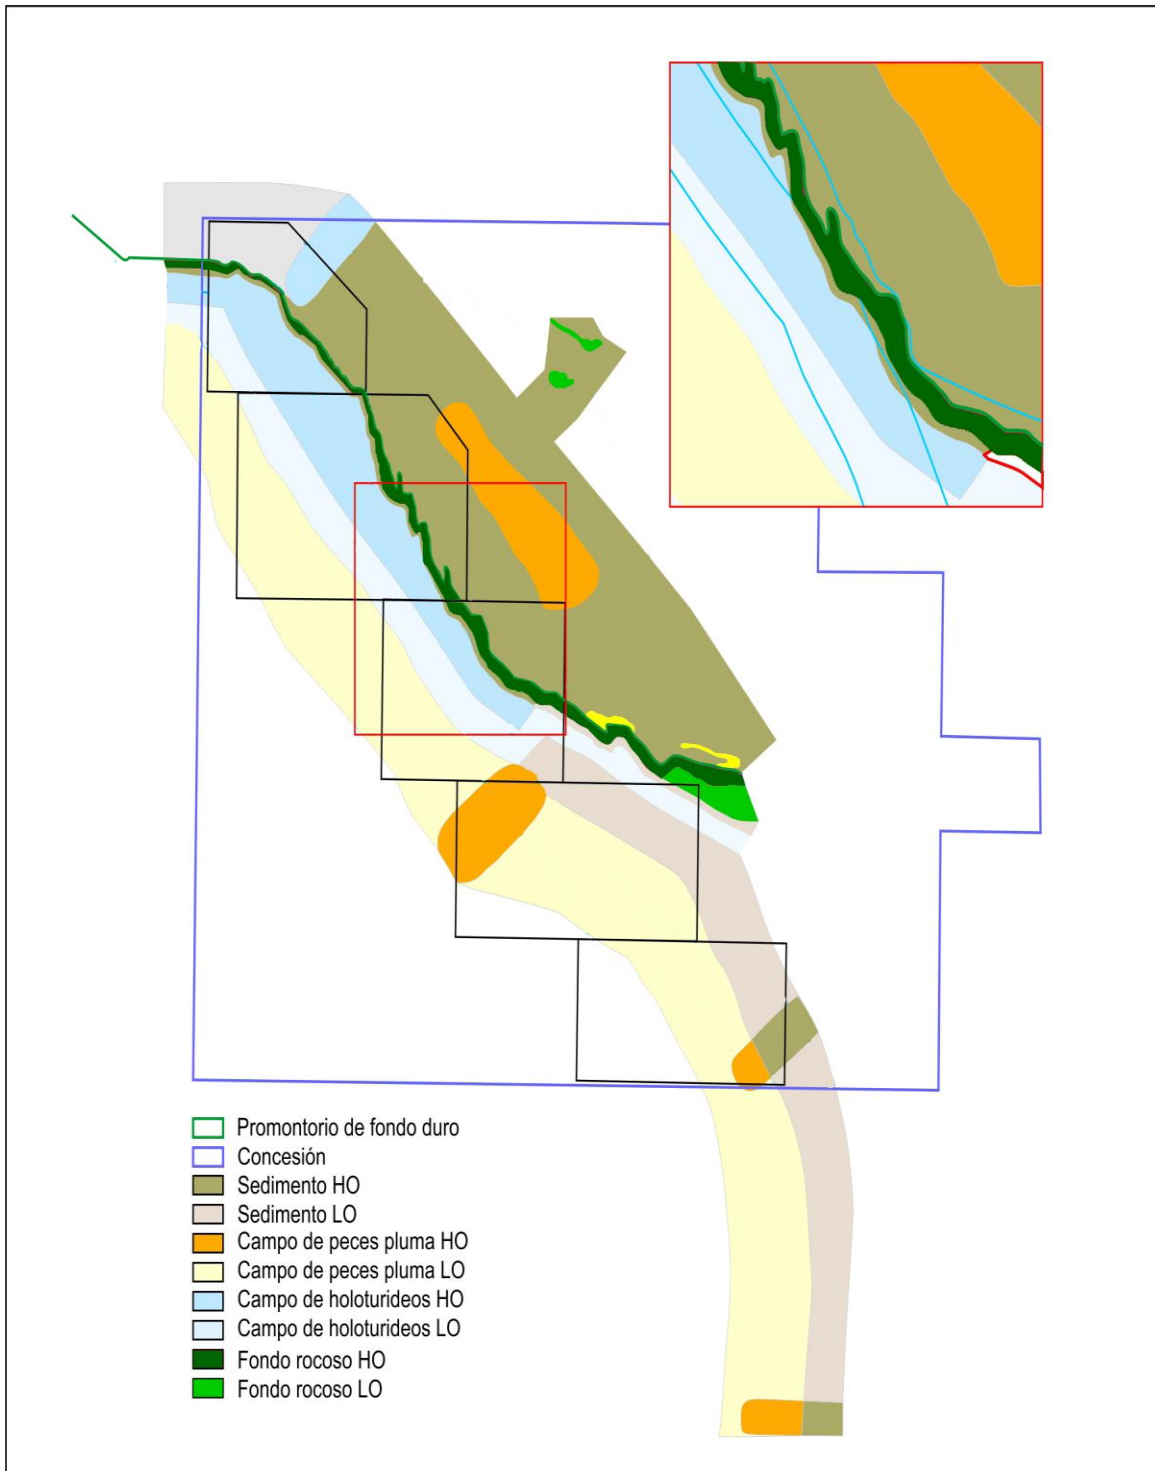 Promontorio de fondo duro
Concesión
Sedimento HO
Sedimento LO
Campo de peces pluma HO
Campo de peces pluma LO
Campo de holoturideos HO
Campo de holoturideos LO
Fondo rocoso HO
Fondo rocoso LO